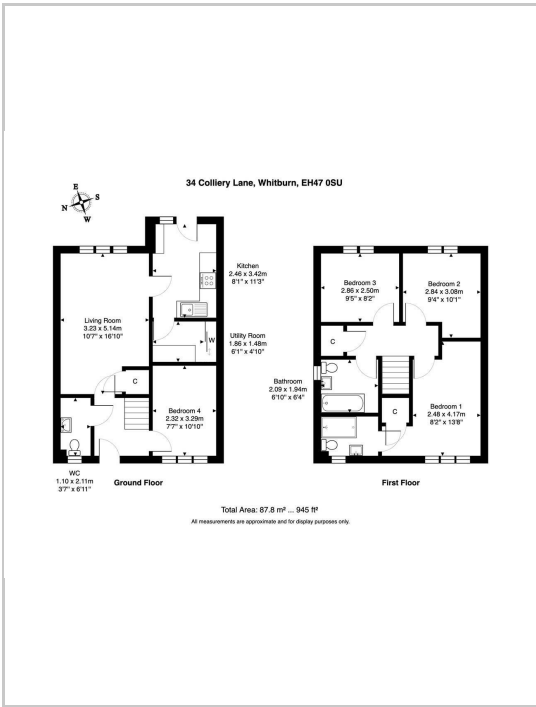 34 Colliery Lane, Whitburn, EH47 0SU
E
N
S
W
Kitchen
2.46 x 3.42m
8'1" x 11'3"
Living Room
3.23 x 5.14m
10'7" x 16'10"
Utility Room
1.86 x 1.48m
6'1" x 4'10"
W
C
Bedroom 4
2.32 x 3.29m
7'7" x 10'10"
WC
1.10 x 2.11m
3'7" x 6'11"
Ground Floor
Bedroom 3
2.86 x 2.50m
9'5" x 8'2"
Bedroom 2
2.84 x 3.08m
9'4" x 10'1"
C
Bathroom
2.09 x 1.94m
6'10" x 6'4"
C
Bedroom 1
2.48 x 4.17m
8'2" x 13'8"
First Floor
Total Area: 87.8 m² ... 945 ft²
All measurements are approximate and for display purposes only.